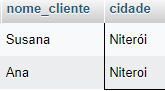 nome_cliente cidade
Susana Niterói
Ana Niteroi